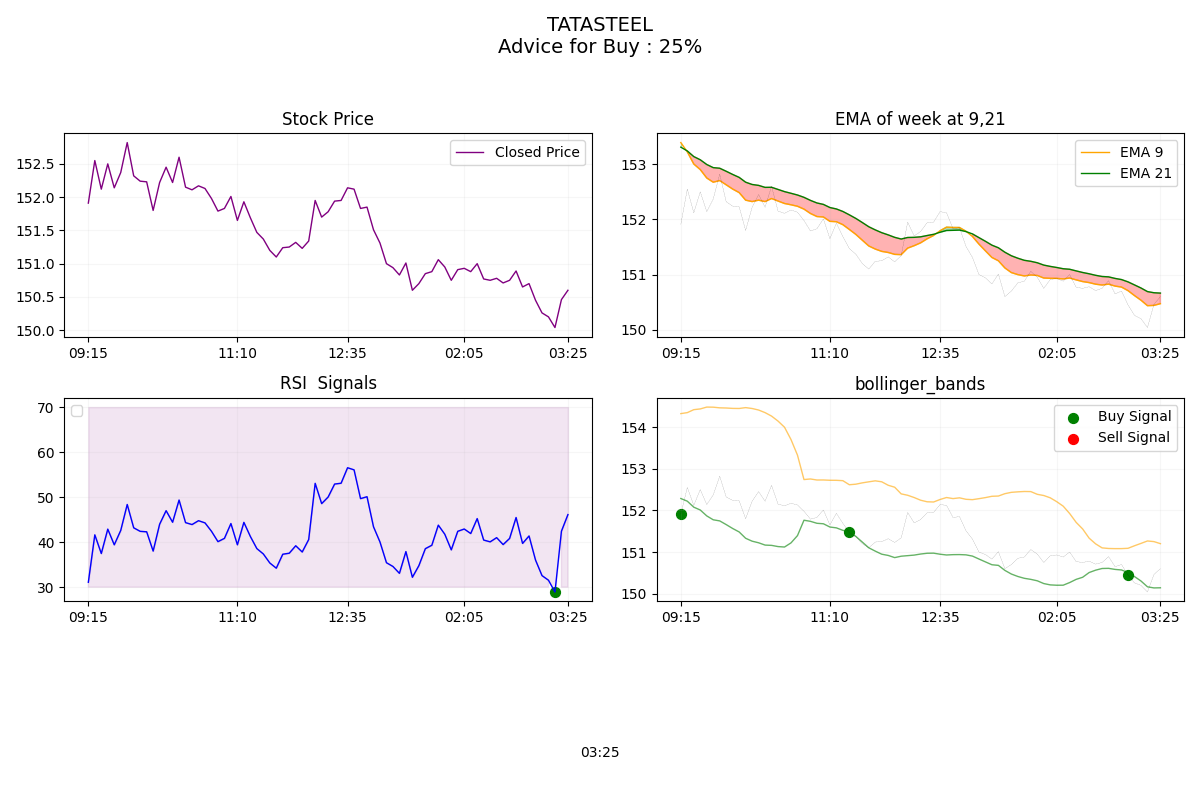 TATASTEEL
Advice for Buy : 25%
Stock Price
Closed Price
152.5
152.0
151.5
151.0
150.5
150.0
09:15 11:10 12:35 02:05 03:25
EMA of week at 9,21
EMA 9
EMA 21
153
152
151
150
09:15 11:10 12:35 02:05 03:25
RSI  Signals
70
60
50
40
30
09:15 11:10 12:35 02:05 03:25
bollinger_bands
Buy Signal
Sell Signal
154
153
152
151
150
09:15 11:10 12:35 02:05 03:25
03:25